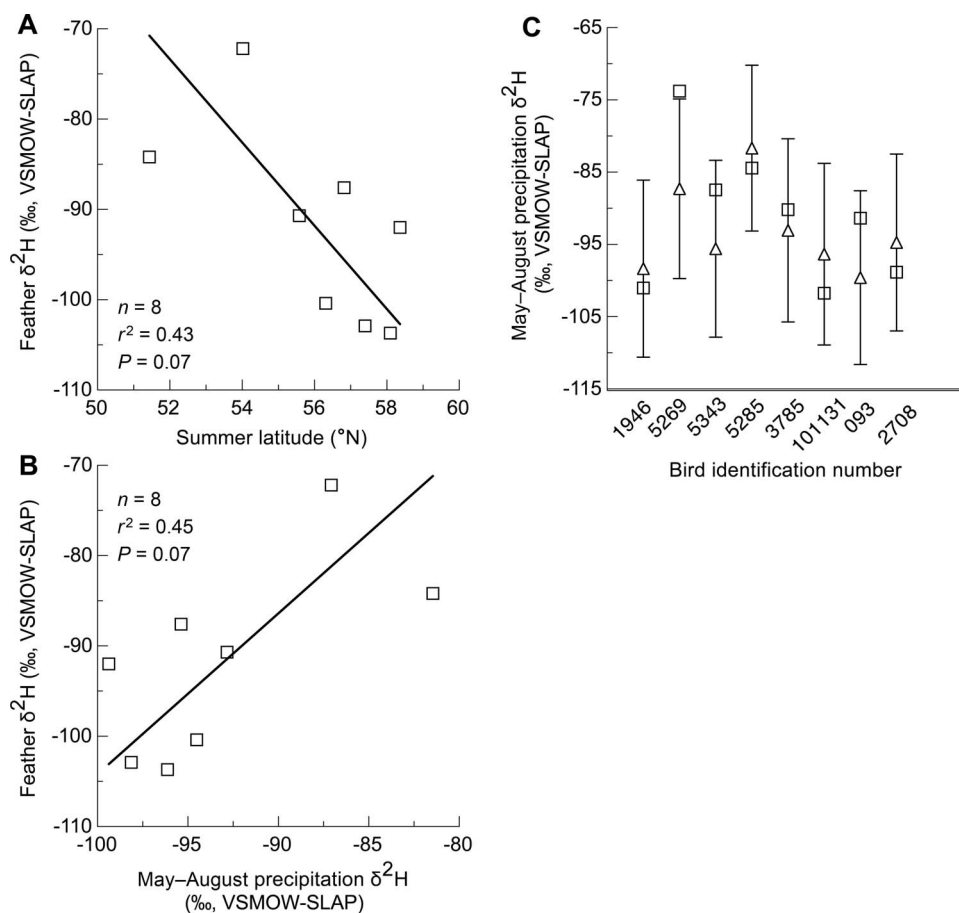 A
-70
-80
-90
-100
-110
Feather δ²H (‰, VSMOW-SLAP)
n = 8
r² = 0.43
P = 0.07
50 52 54 56 58 60
Summer latitude (°N)
B
-70
-80
-90
-100
-110
Feather δ²H (‰, VSMOW-SLAP)
n = 8
r² = 0.45
P = 0.07
-100 -95 -90 -85 -80
May–August precipitation δ²H
(‰, VSMOW-SLAP)
C
-65
-75
-85
-95
-105
-115
May–August precipitation δ²H
(‰, VSMOW-SLAP)
1946 5269 5343 5285 3785 101131 093 2708
Bird identification number